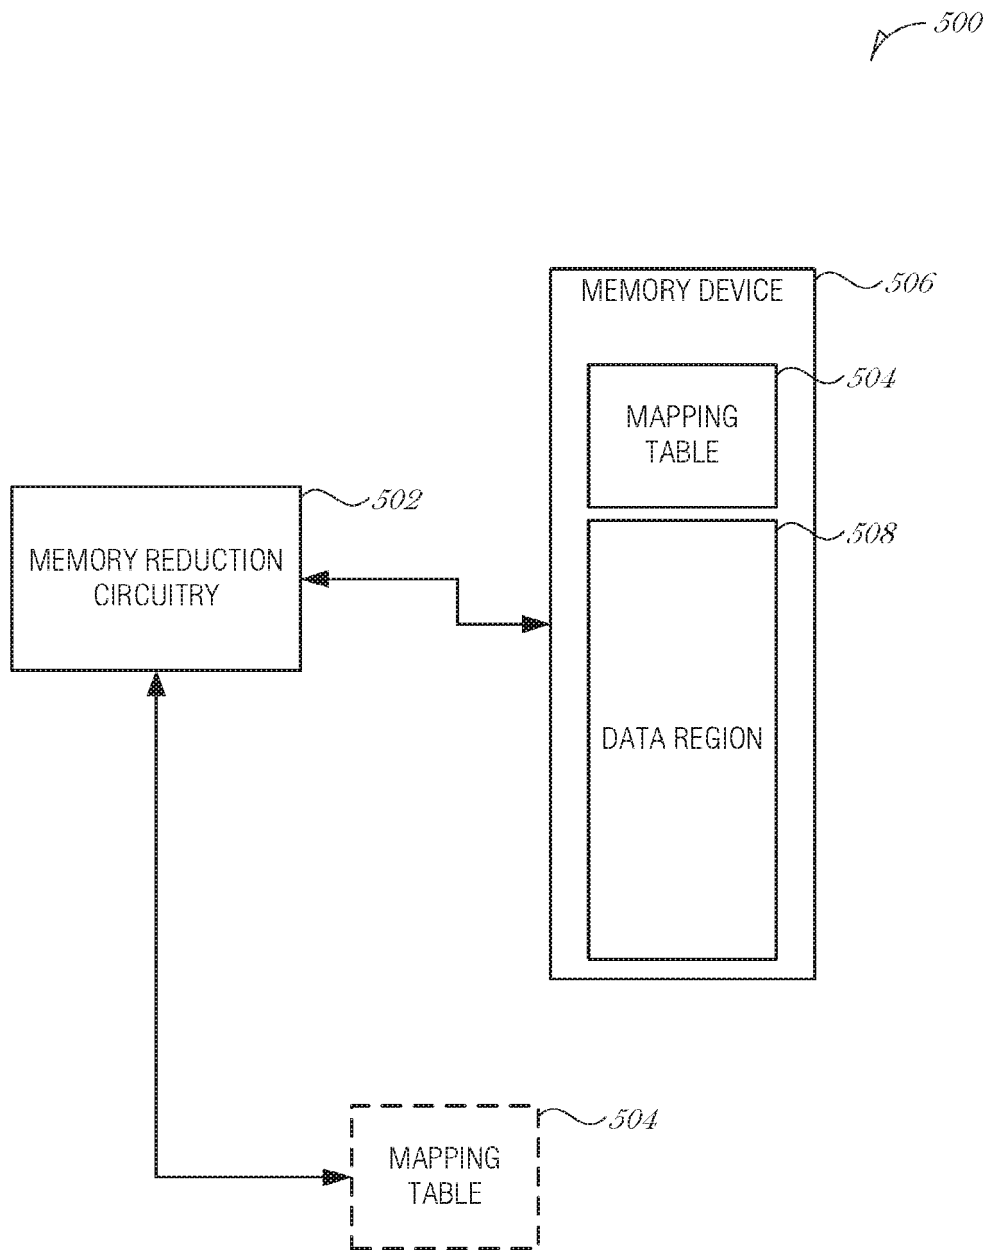 500
MEMORY DEVICE
506
504
MAPPING
TABLE
502
508
MEMORY REDUCTION
CIRCUITRY
DATA REGION
504
MAPPING
TABLE